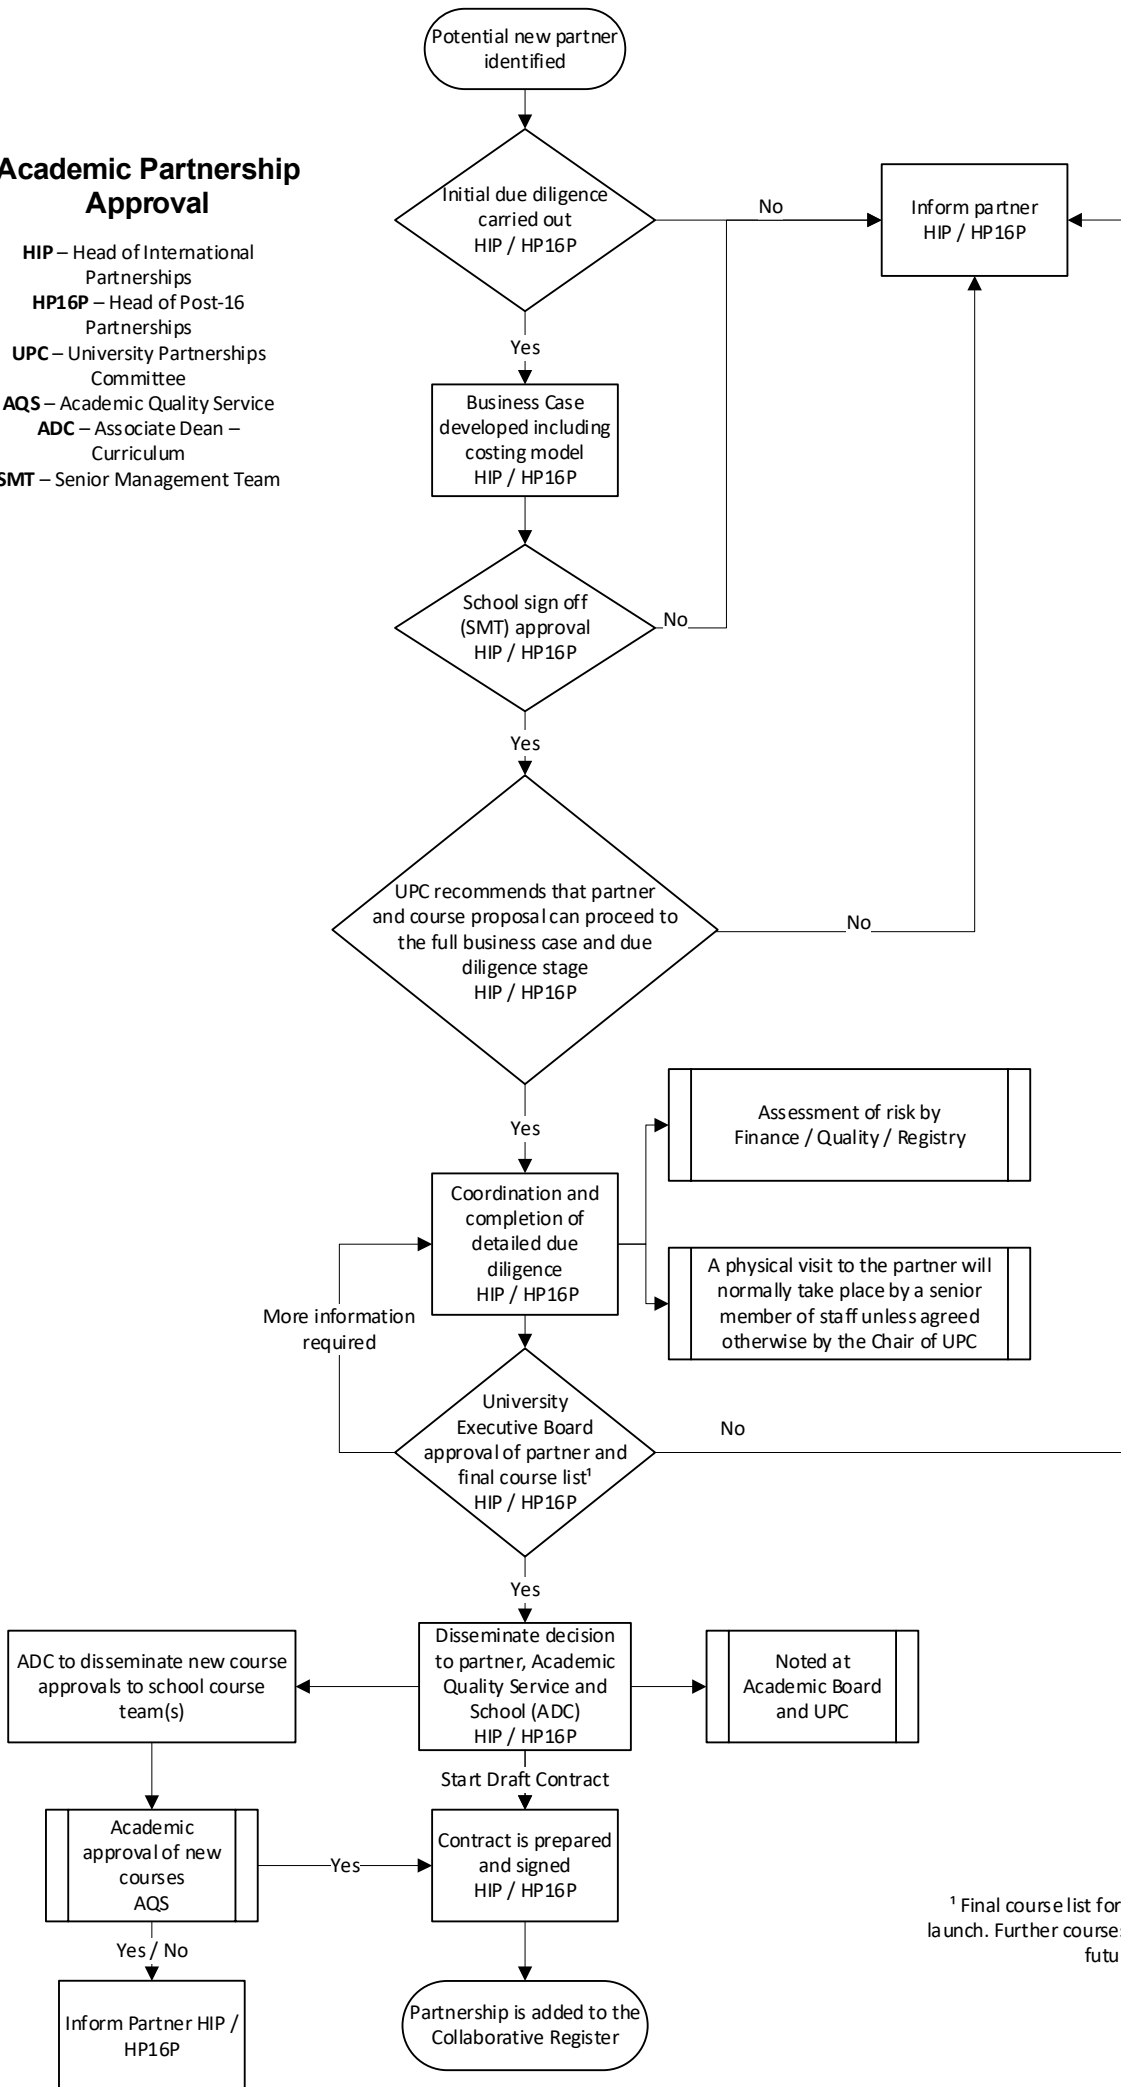 Potential new partner
identified
Academic Partnership
Approval
HIP – Head of International
Partnerships
HP16P – Head of Post-16
Partnerships
UPC – University Partnerships
Committee
AQS – Academic Quality Service
ADC – Associate Dean –
Curriculum
SMT – Senior Management Team
Initial due diligence
carried out
HIP / HP16P
No
Inform partner
HIP / HP16P
Yes
Business Case
developed including
costing model
HIP / HP16P
School sign off
(SMT) approval
HIP / HP16P
No
Yes
UPC recommends that partner
and course proposal can proceed to
the full business case and due
diligence stage
HIP / HP16P
No
Yes
Assessment of risk by
Finance / Quality / Registry
Coordination and
completion of
detailed due
diligence
HIP / HP16P
A physical visit to the partner will
normally take place by a senior
member of staff unless agreed
otherwise by the Chair of UPC
More information
required
University
Executive Board
approval of partner and
final course list¹
HIP / HP16P
No
Yes
ADC to disseminate new course
approvals to school course
team(s)
Disseminate decision
to partner, Academic
Quality Service and
School (ADC)
HIP / HP16P
Noted at
Academic Board
and UPC
Start Draft Contract
Academic
approval of new
courses
AQS
Yes
Contract is prepared
and signed
HIP / HP16P
¹ Final course list for
launch. Further courses
futu
Yes / No
Inform Partner HIP /
HP16P
Partnership is added to the
Collaborative Register